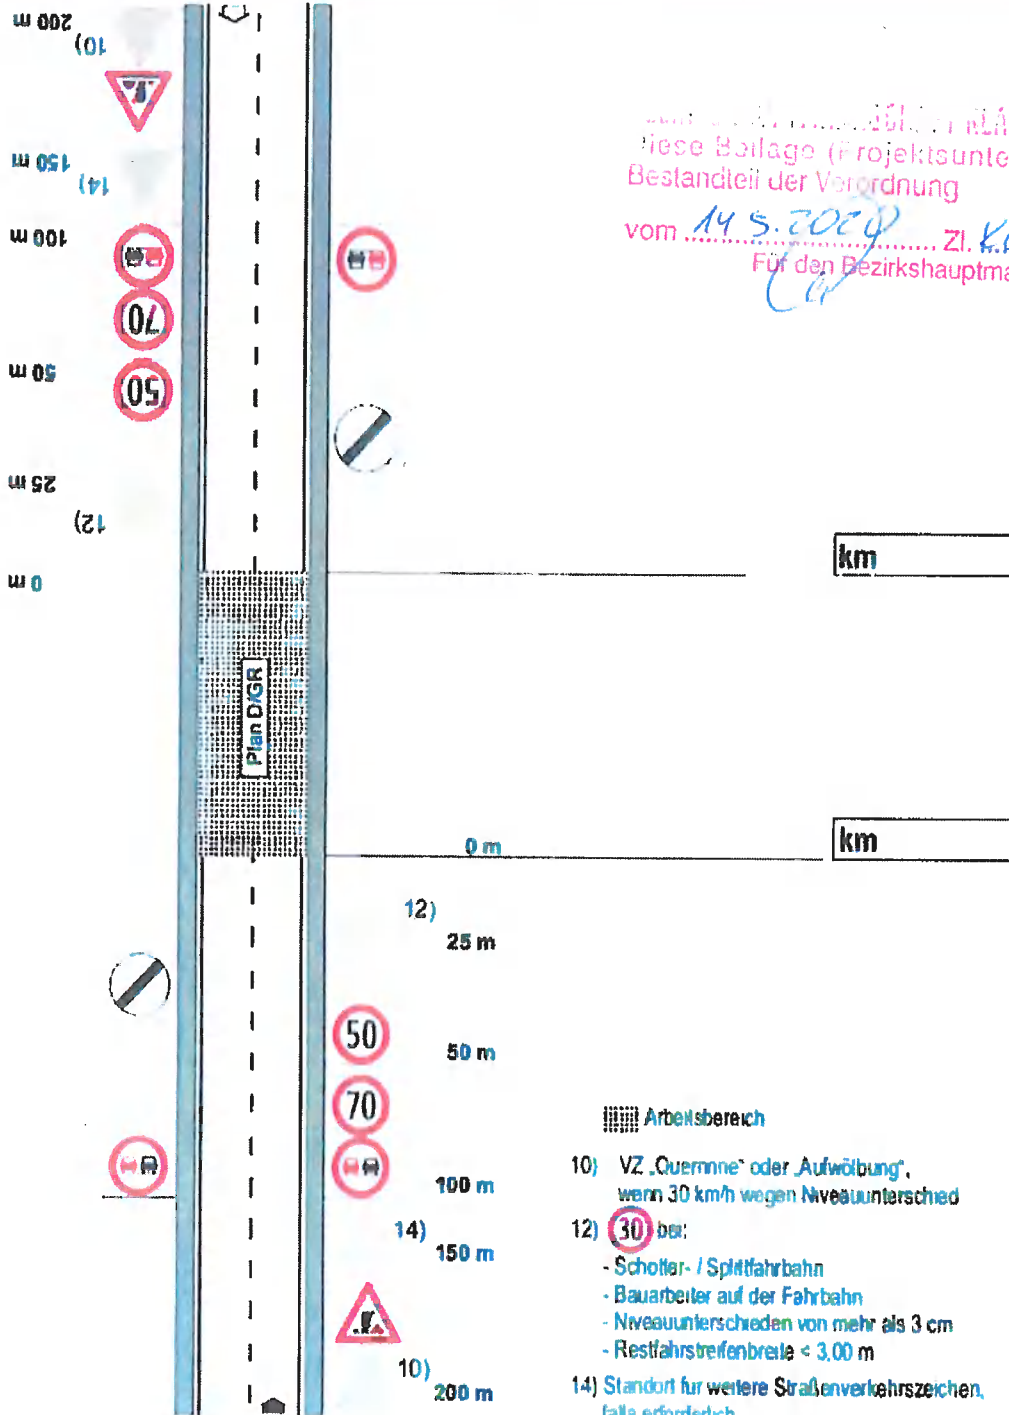 200 m
10)
150 m
14)
100 m
70
50 m
50
25 m
12)
0 m
Bestandteil der Verordnung
vom 14 5. 2024 Zl.
Für den Bezirkshauptma
km
Plan D/GR
km
0 m
12)
25 m
50
50 m
70
100 m
14)
150 m
10)
200 m
Arbeitsbereich
10) VZ „Querrinne" oder „Aufwölbung",
wenn 30 km/h wegen Niveauunterschied
12) 30 bei:
- Schotter- / Splittfahrbahn
- Bauarbeiter auf der Fahrbahn
- Niveauunterschieden von mehr als 3 cm
- Restfahrstreifenbreite < 3,00 m
14) Standort für weitere Straßenverkehrszeichen,
falls erforderlich